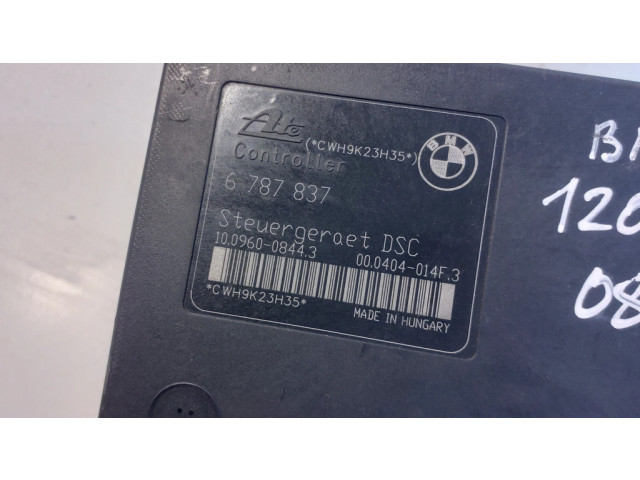 Ate (*CWH9K23H35*)
BMW
Controller
6 787 837
Steuergeraet DSC
10.0960-0844.3 00.0404-014F.3
*CWH9K23H35*
MADE IN HUNGARY
120
08